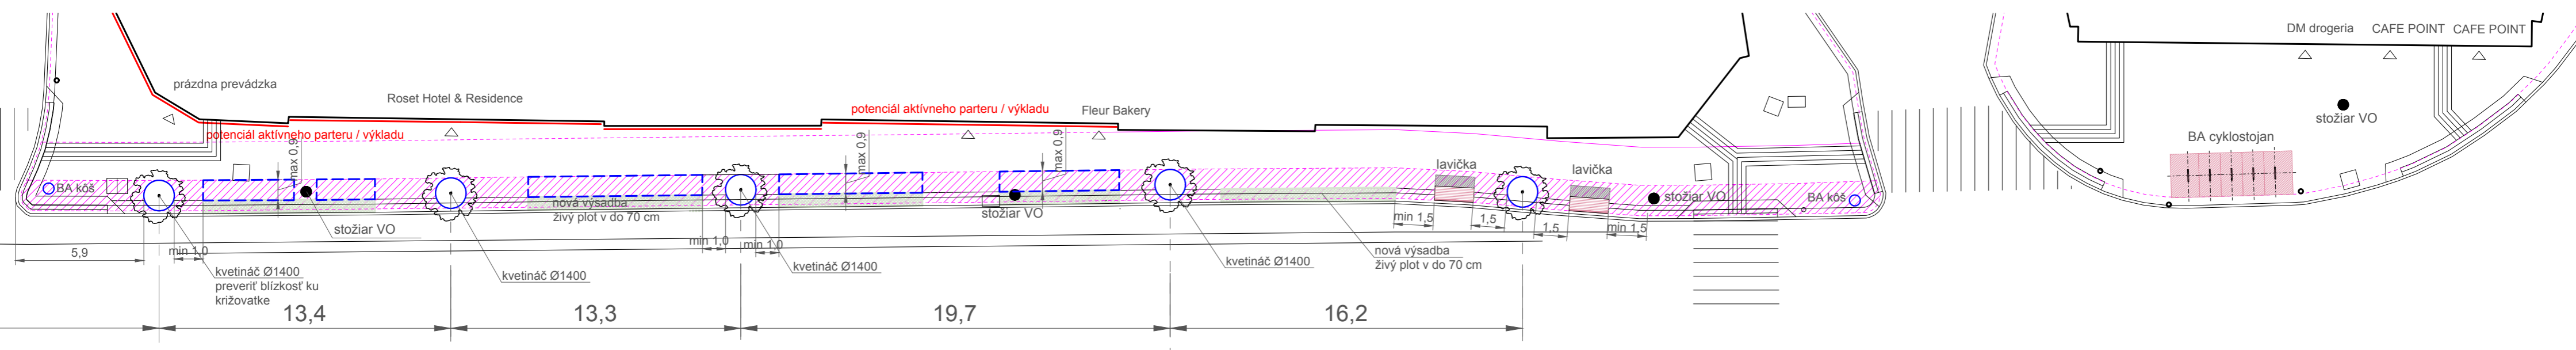 DM drogeria
CAFE POINT
CAFE POINT
prázdna prevádzka
Roset Hotel & Residence
potenciál aktívneho parteru / výkladu
Fleur Bakery
stožiar VO
potenciál aktívneho parteru / výkladu
BA cyklostojan
max 0,9
max 0,9
max 0,9
lavička
lavička
BA kôš
nová výsadba
živý plot v do 70 cm
stožiar VO
stožiar VO
BA kôš
stožiar VO
min 1,5
1,5
1,5
min 1,5
5,9
min 1,0
min 1,0
min 1,0
kvetináč Ø1400
preveriť blízkosť ku
križovatke
kvetináč Ø1400
kvetináč Ø1400
kvetináč Ø1400
nová výsadba
živý plot v do 70 cm
13,4
13,3
19,7
16,2